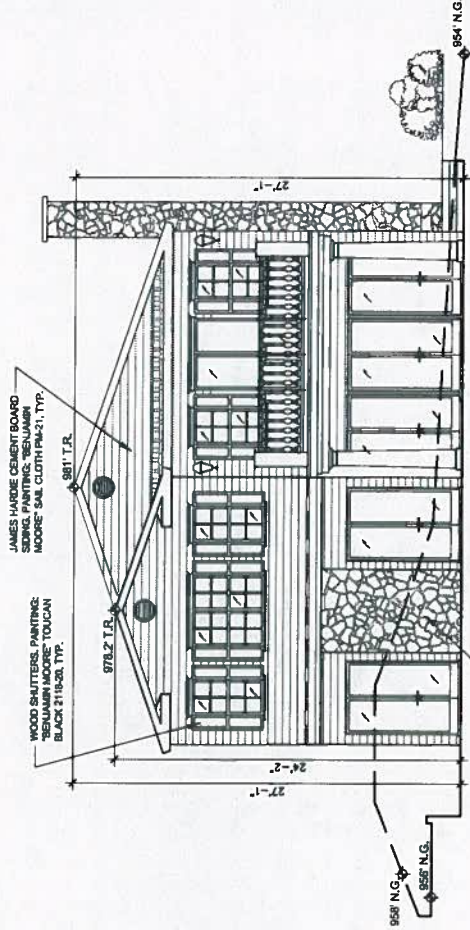 JAMES HARDIE CEMENT BOARD
SIDING, PAINTING: "BENJAMIN
MOORE" SAIL CLOTH PM-21, TYP.
WOOD SHUTTERS, PAINTING:
"BENJAMIN MOORE" TOUCAN
BLACK 2118-20, TYP.
981' T.R.
978.2' T.R.
27'-1"
24'-2"
27'-1"
958' N.G.
956' N.G.
954' N.G.